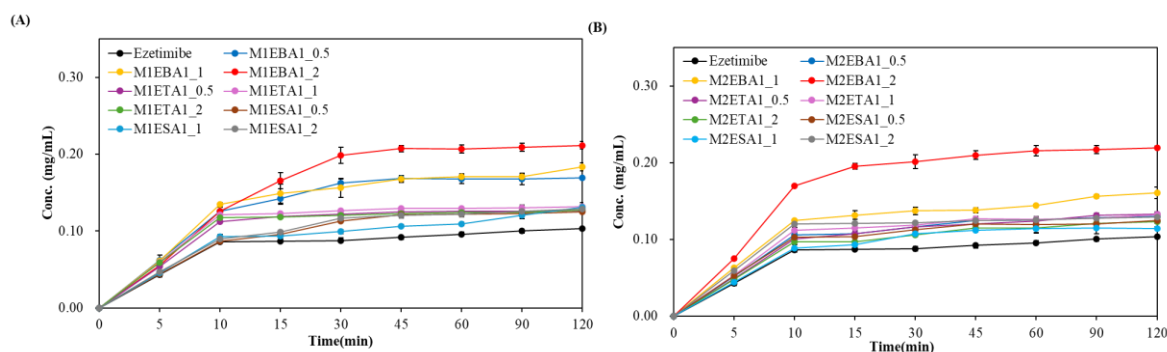 (A)
Ezetimibe M1EBA1_0.5
M1EBA1_1 M1EBA1_2
M1ETA1_0.5 M1ETA1_1
M1ETA1_2 M1ESA1_0.5
M1ESA1_1 M1ESA1_2
Conc. (mg/mL)
0.30
0.20
0.10
0.00
0 5 10 15 30 45 60 90 120
Time(min)
(B)
Ezetimibe M2EBA1_0.5
M2EBA1_1 M2EBA1_2
M2ETA1_0.5 M2ETA1_1
M2ETA1_2 M2ESA1_0.5
M2ESA1_1 M2ESA1_2
Conc. (mg/mL)
0.30
0.20
0.10
0.00
0 5 10 15 30 45 60 90 120
Time(min)